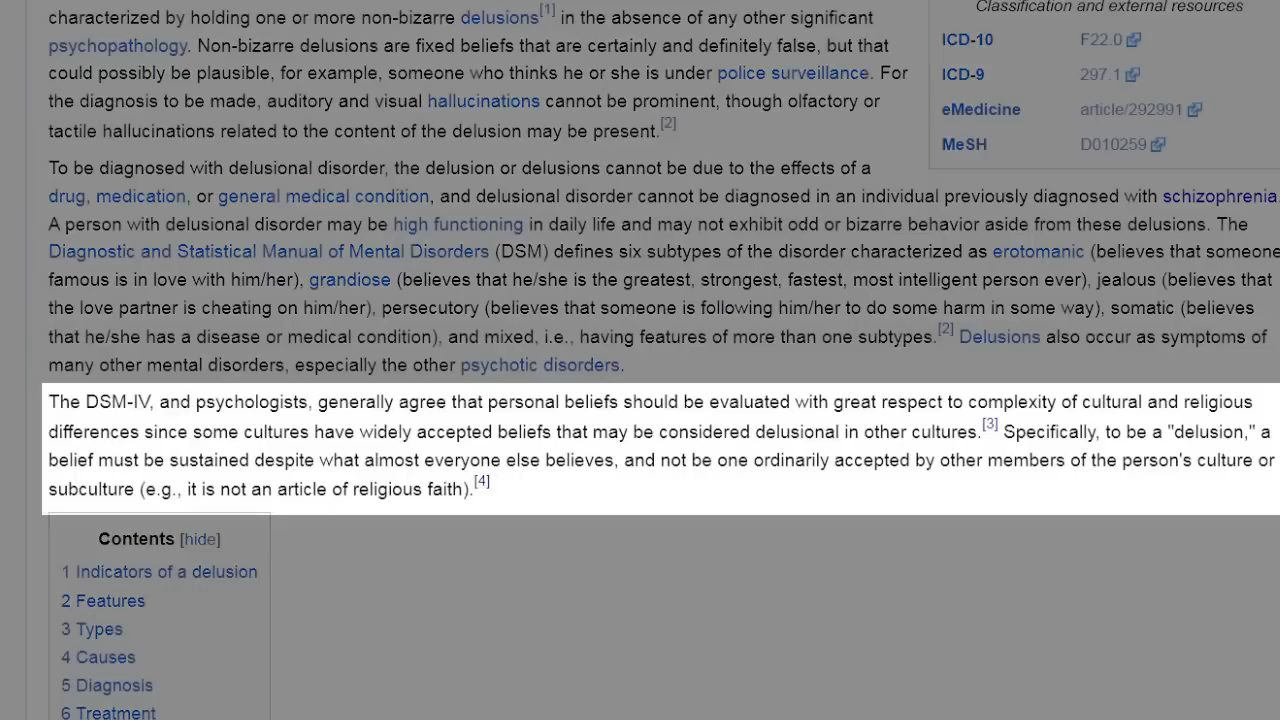 characterized by holding one or more non-bizarre delusions[1] in the absence of any other significant
psychopathology. Non-bizarre delusions are fixed beliefs that are certainly and definitely false, but that
could possibly be plausible, for example, someone who thinks he or she is under police surveillance. For
the diagnosis to be made, auditory and visual hallucinations cannot be prominent, though olfactory or
tactile hallucinations related to the content of the delusion may be present.[2]
Classification and external resources
ICD-10 F22.0
ICD-9 297.1
eMedicine article/292991
MeSH D010259
To be diagnosed with delusional disorder, the delusion or delusions cannot be due to the effects of a
drug, medication, or general medical condition, and delusional disorder cannot be diagnosed in an individual previously diagnosed with schizophrenia.
A person with delusional disorder may be high functioning in daily life and may not exhibit odd or bizarre behavior aside from these delusions. The
Diagnostic and Statistical Manual of Mental Disorders (DSM) defines six subtypes of the disorder characterized as erotomanic (believes that someone
famous is in love with him/her), grandiose (believes that he/she is the greatest, strongest, fastest, most intelligent person ever), jealous (believes that
the love partner is cheating on him/her), persecutory (believes that someone is following him/her to do some harm in some way), somatic (believes
that he/she has a disease or medical condition), and mixed, i.e., having features of more than one subtypes.[2] Delusions also occur as symptoms of
many other mental disorders, especially the other psychotic disorders.
The DSM-IV, and psychologists, generally agree that personal beliefs should be evaluated with great respect to complexity of cultural and religious
differences since some cultures have widely accepted beliefs that may be considered delusional in other cultures.[3] Specifically, to be a "delusion," a
belief must be sustained despite what almost everyone else believes, and not be one ordinarily accepted by other members of the person's culture or
subculture (e.g., it is not an article of religious faith).[4]
Contents [hide]
1 Indicators of a delusion
2 Features
3 Types
4 Causes
5 Diagnosis
6 Treatment